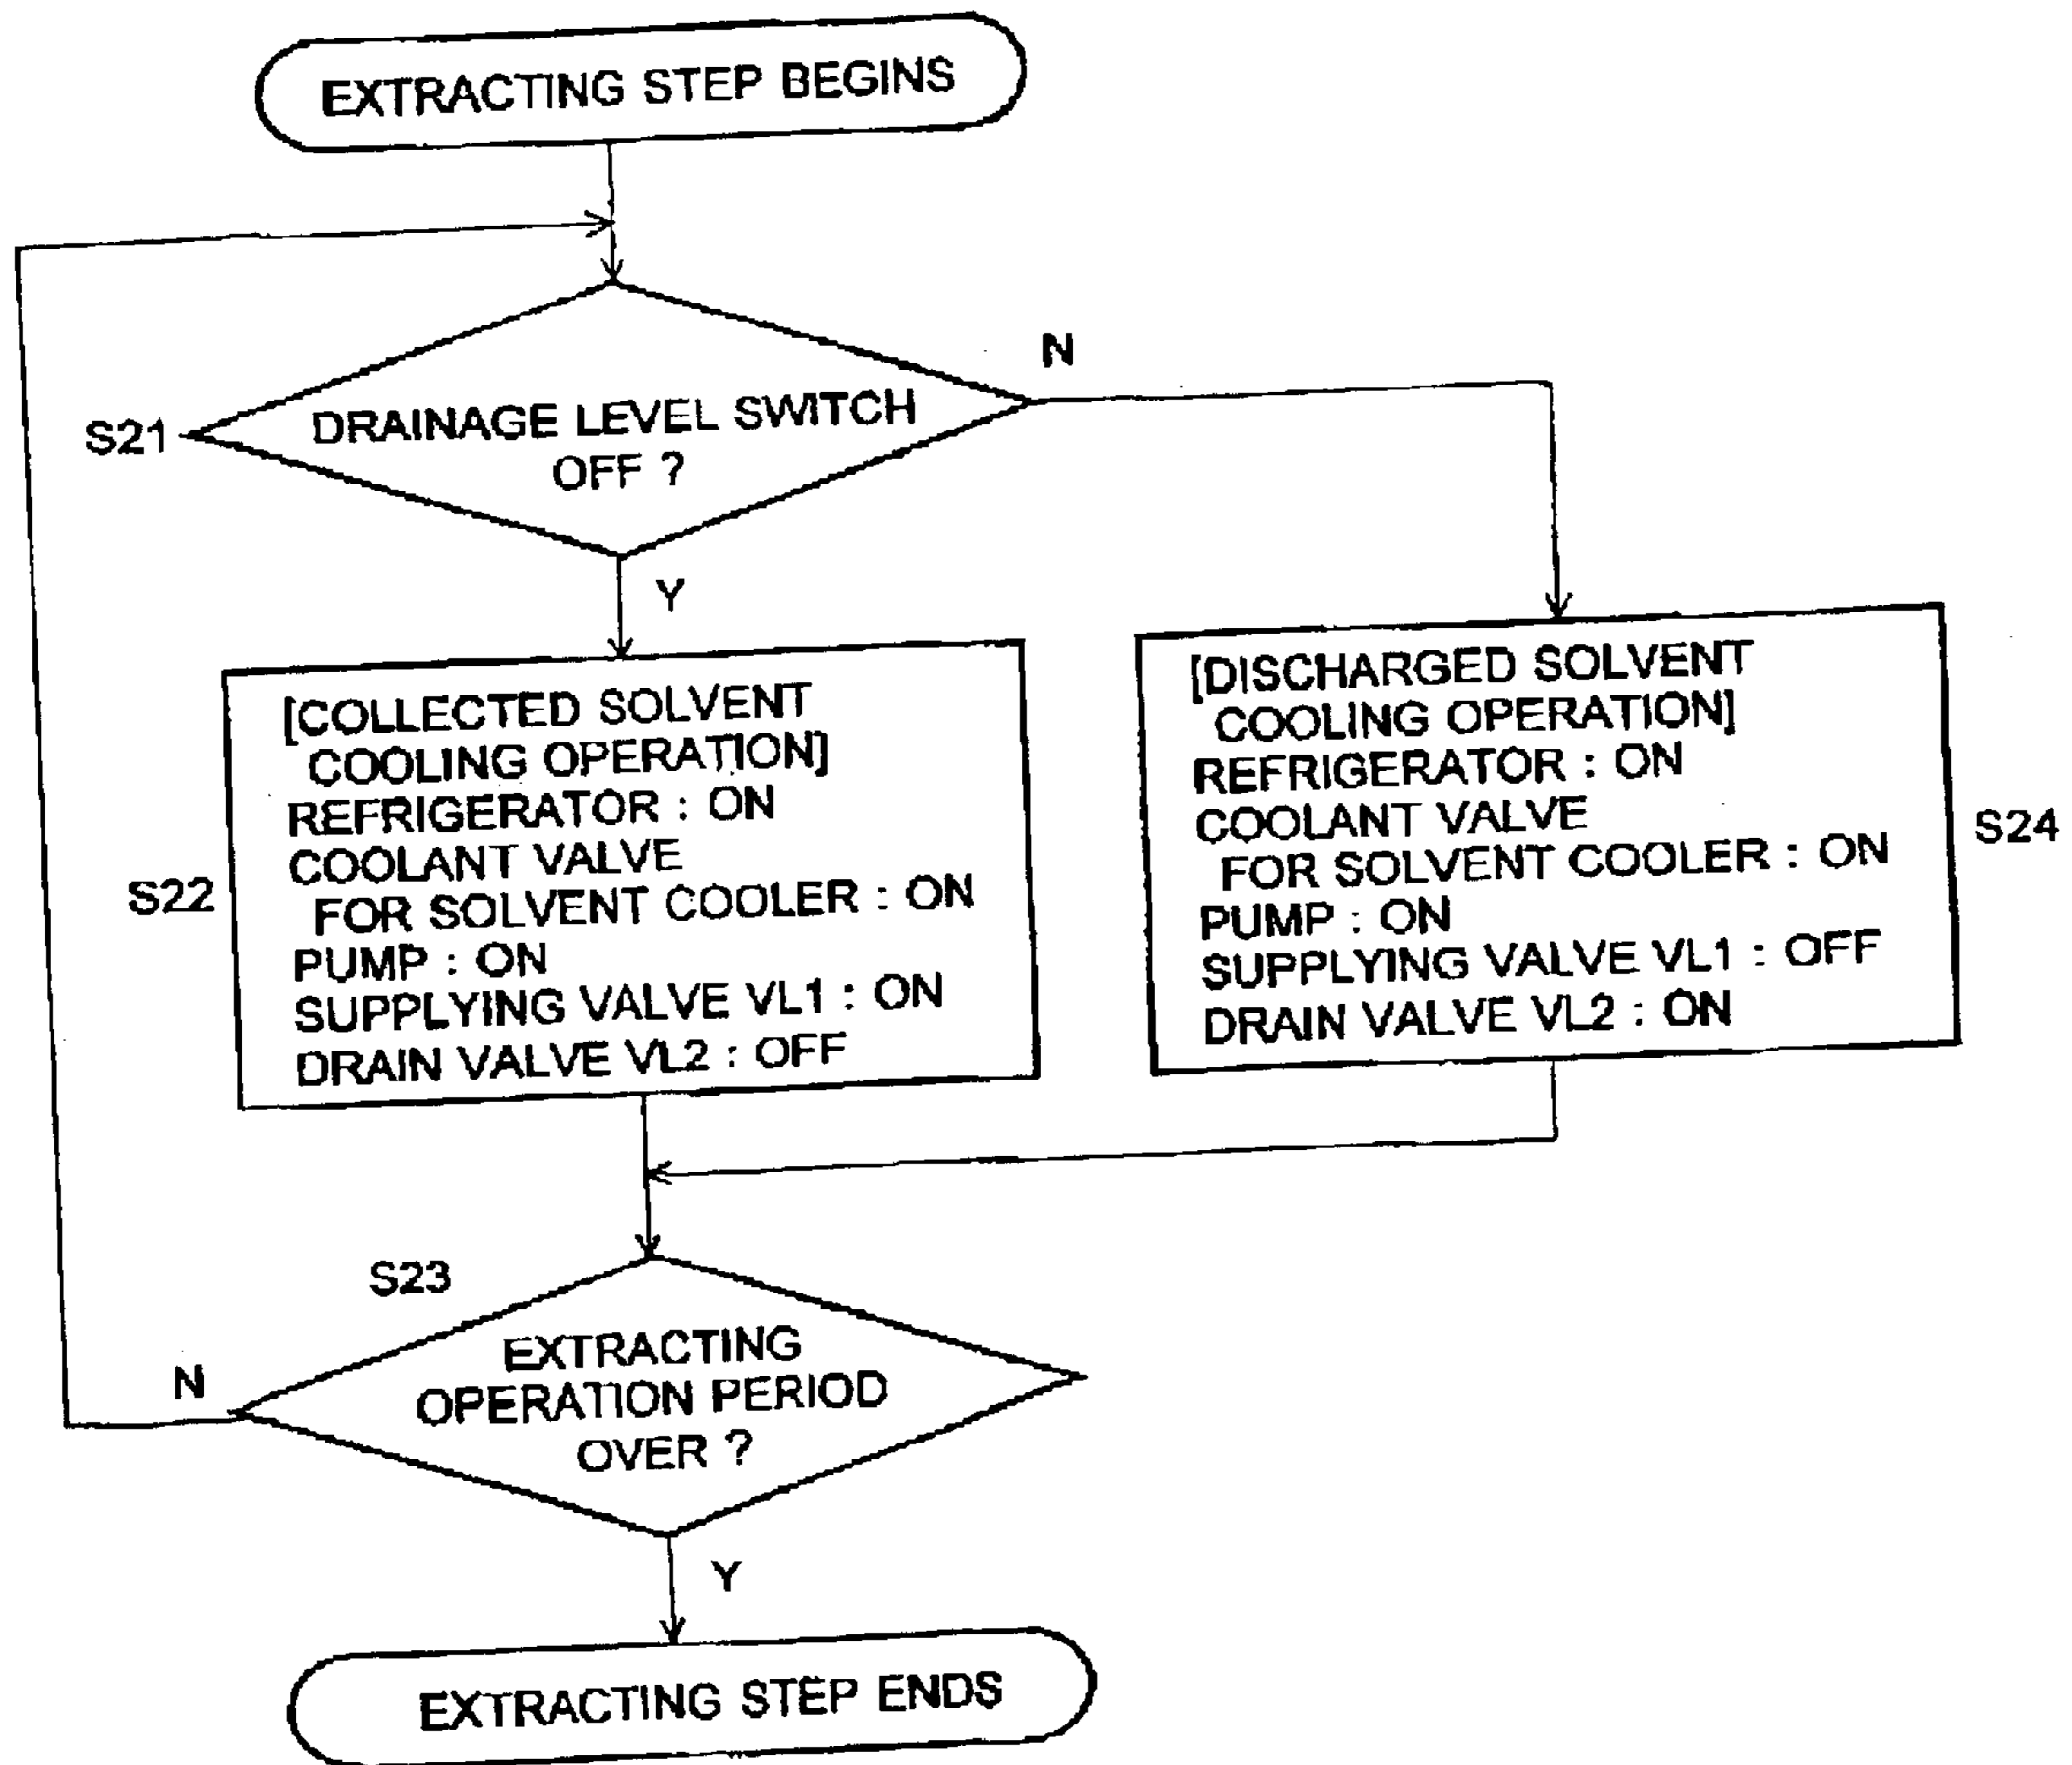 EXTRACTING STEP BEGINS
N
S21
DRAINAGE LEVEL SWITCH
OFF ?
Y
S22
[COLLECTED SOLVENT
COOLING OPERATION]
REFRIGERATOR : ON
COOLANT VALVE
FOR SOLVENT COOLER : ON
PUMP : ON
SUPPLYING VALVE VL1 : ON
DRAIN VALVE VL2 : OFF
[DISCHARGED SOLVENT
COOLING OPERATION]
REFRIGERATOR : ON
COOLANT VALVE
FOR SOLVENT COOLER : ON
PUMP : ON
SUPPLYING VALVE VL1 : OFF
DRAIN VALVE VL2 : ON
S24
S23
EXTRACTING
OPERATION PERIOD
OVER ?
N
Y
EXTRACTING STEP ENDS